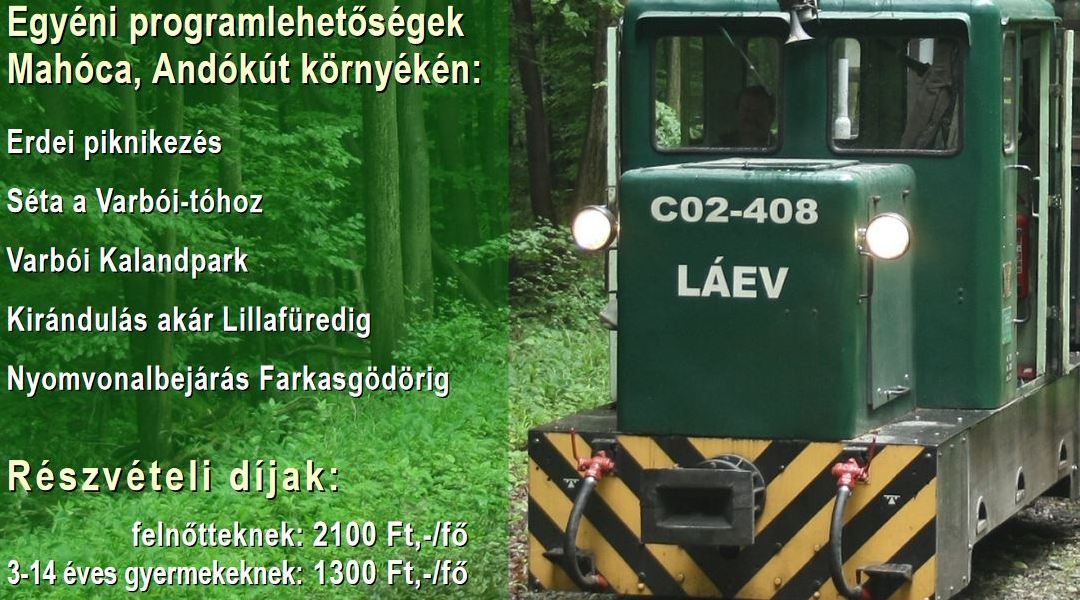 Egyéni programlehetőségek
Mahóca, Andókút környékén:
Erdei piknikezés
Séta a Varbói-tóhoz
Varbói Kalandpark
Kirándulás akár Lillafüredig
Nyomvonalbejárás Farkasgödörig
Részvételi díjak:
felnőtteknek: 2100 Ft,-/fő
3-14 éves gyermekeknek: 1300 Ft,-/fő
C02-408
LÁEV